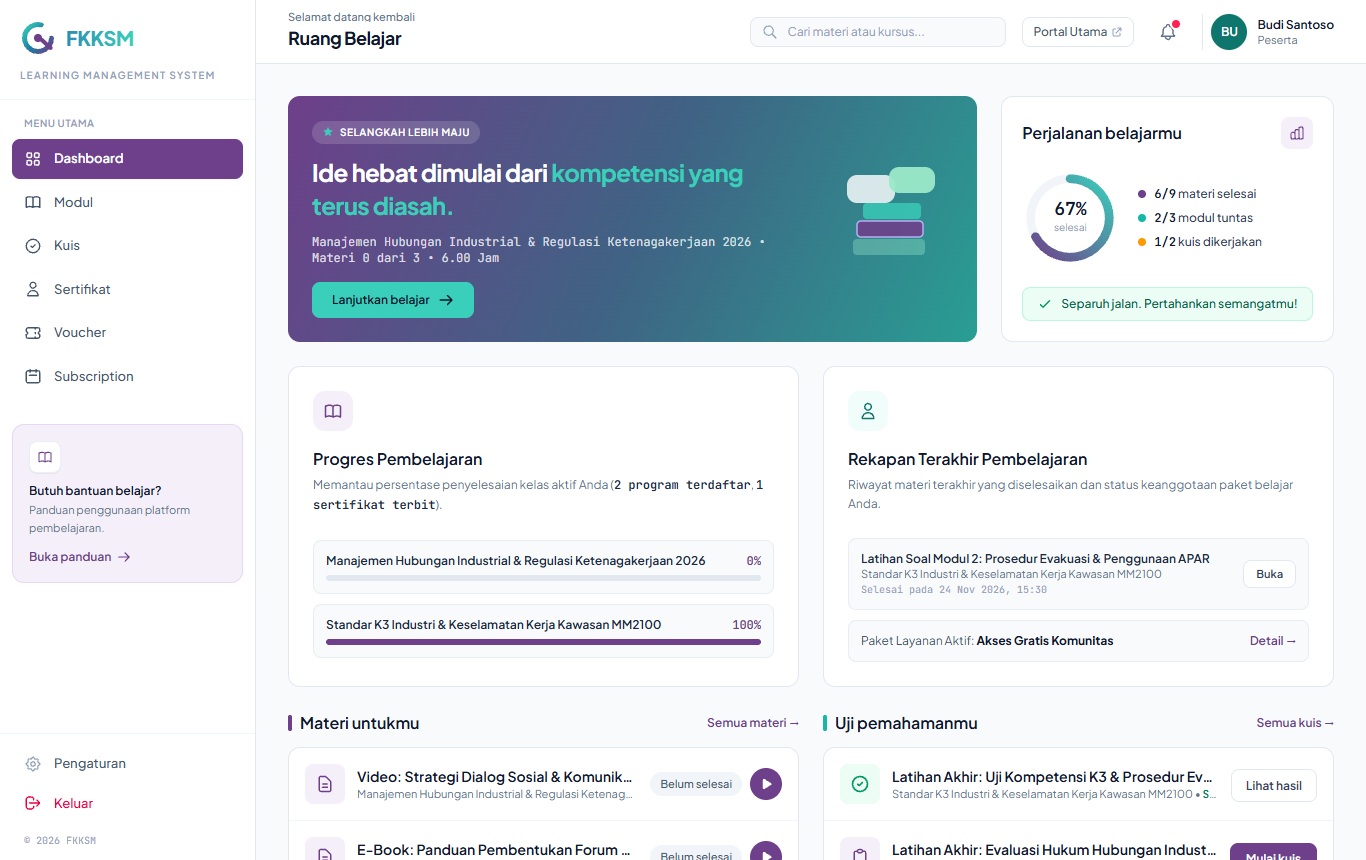 FKKSM
LEARNING MANAGEMENT SYSTEM
MENU UTAMA
Dashboard
Modul
Kuis
Sertifikat
Voucher
Subscription
Butuh bantuan belajar?
Panduan penggunaan platform
pembelajaran.
Buka panduan →
Pengaturan
Keluar
© 2026 FKKSM
Selamat datang kembali
Ruang Belajar
Cari materi atau kursus...
Portal Utama
BU
Budi Santoso
Peserta
SELANGKAH LEBIH MAJU
Ide hebat dimulai dari kompetensi yang
terus diasah.
Manajemen Hubungan Industrial & Regulasi Ketenagakerjaan 2026 •
Materi 0 dari 3 • 6.00 Jam
Lanjutkan belajar →
Perjalanan belajarmu
67%
selesai
6/9 materi selesai
2/3 modul tuntas
1/2 kuis dikerjakan
Separuh jalan. Pertahankan semangatmu!
Progres Pembelajaran
Memantau persentase penyelesaian kelas aktif Anda (2 program terdaftar, 1
sertifikat terbit).
Manajemen Hubungan Industrial & Regulasi Ketenagakerjaan 2026 0%
Standar K3 Industri & Keselamatan Kerja Kawasan MM2100 100%
Rekapan Terakhir Pembelajaran
Riwayat materi terakhir yang diselesaikan dan status keanggotaan paket belajar
Anda.
Latihan Soal Modul 2: Prosedur Evakuasi & Penggunaan APAR
Standar K3 Industri & Keselamatan Kerja Kawasan MM2100
Selesai pada 24 Nov 2026, 15:30
Buka
Paket Layanan Aktif: Akses Gratis Komunitas
Detail →
Materi untukmu
Semua materi →
Video: Strategi Dialog Sosial & Komunik...
Manajemen Hubungan Industrial & Regulasi Ketenag...
Belum selesai
E-Book: Panduan Pembentukan Forum ...
Belum selesai
Uji pemahamanmu
Semua kuis →
Latihan Akhir: Uji Kompetensi K3 & Prosedur Ev...
Standar K3 Industri & Keselamatan Kerja Kawasan MM2100 • S...
Lihat hasil
Latihan Akhir: Evaluasi Hukum Hubungan Indust...
Mulai kuis